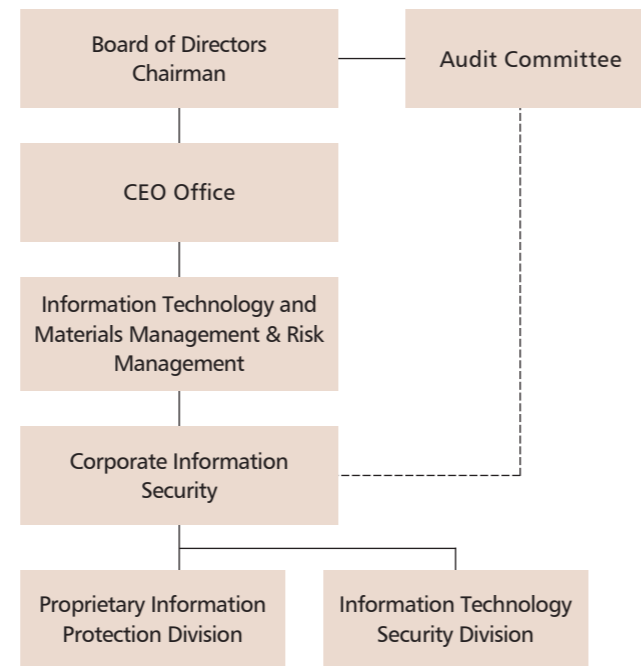 Board of Directors
Chairman
Audit Committee
CEO Office
Information Technology and
Materials Management & Risk
Management
Corporate Information
Security
Proprietary Information
Protection Division
Information Technology
Security Division